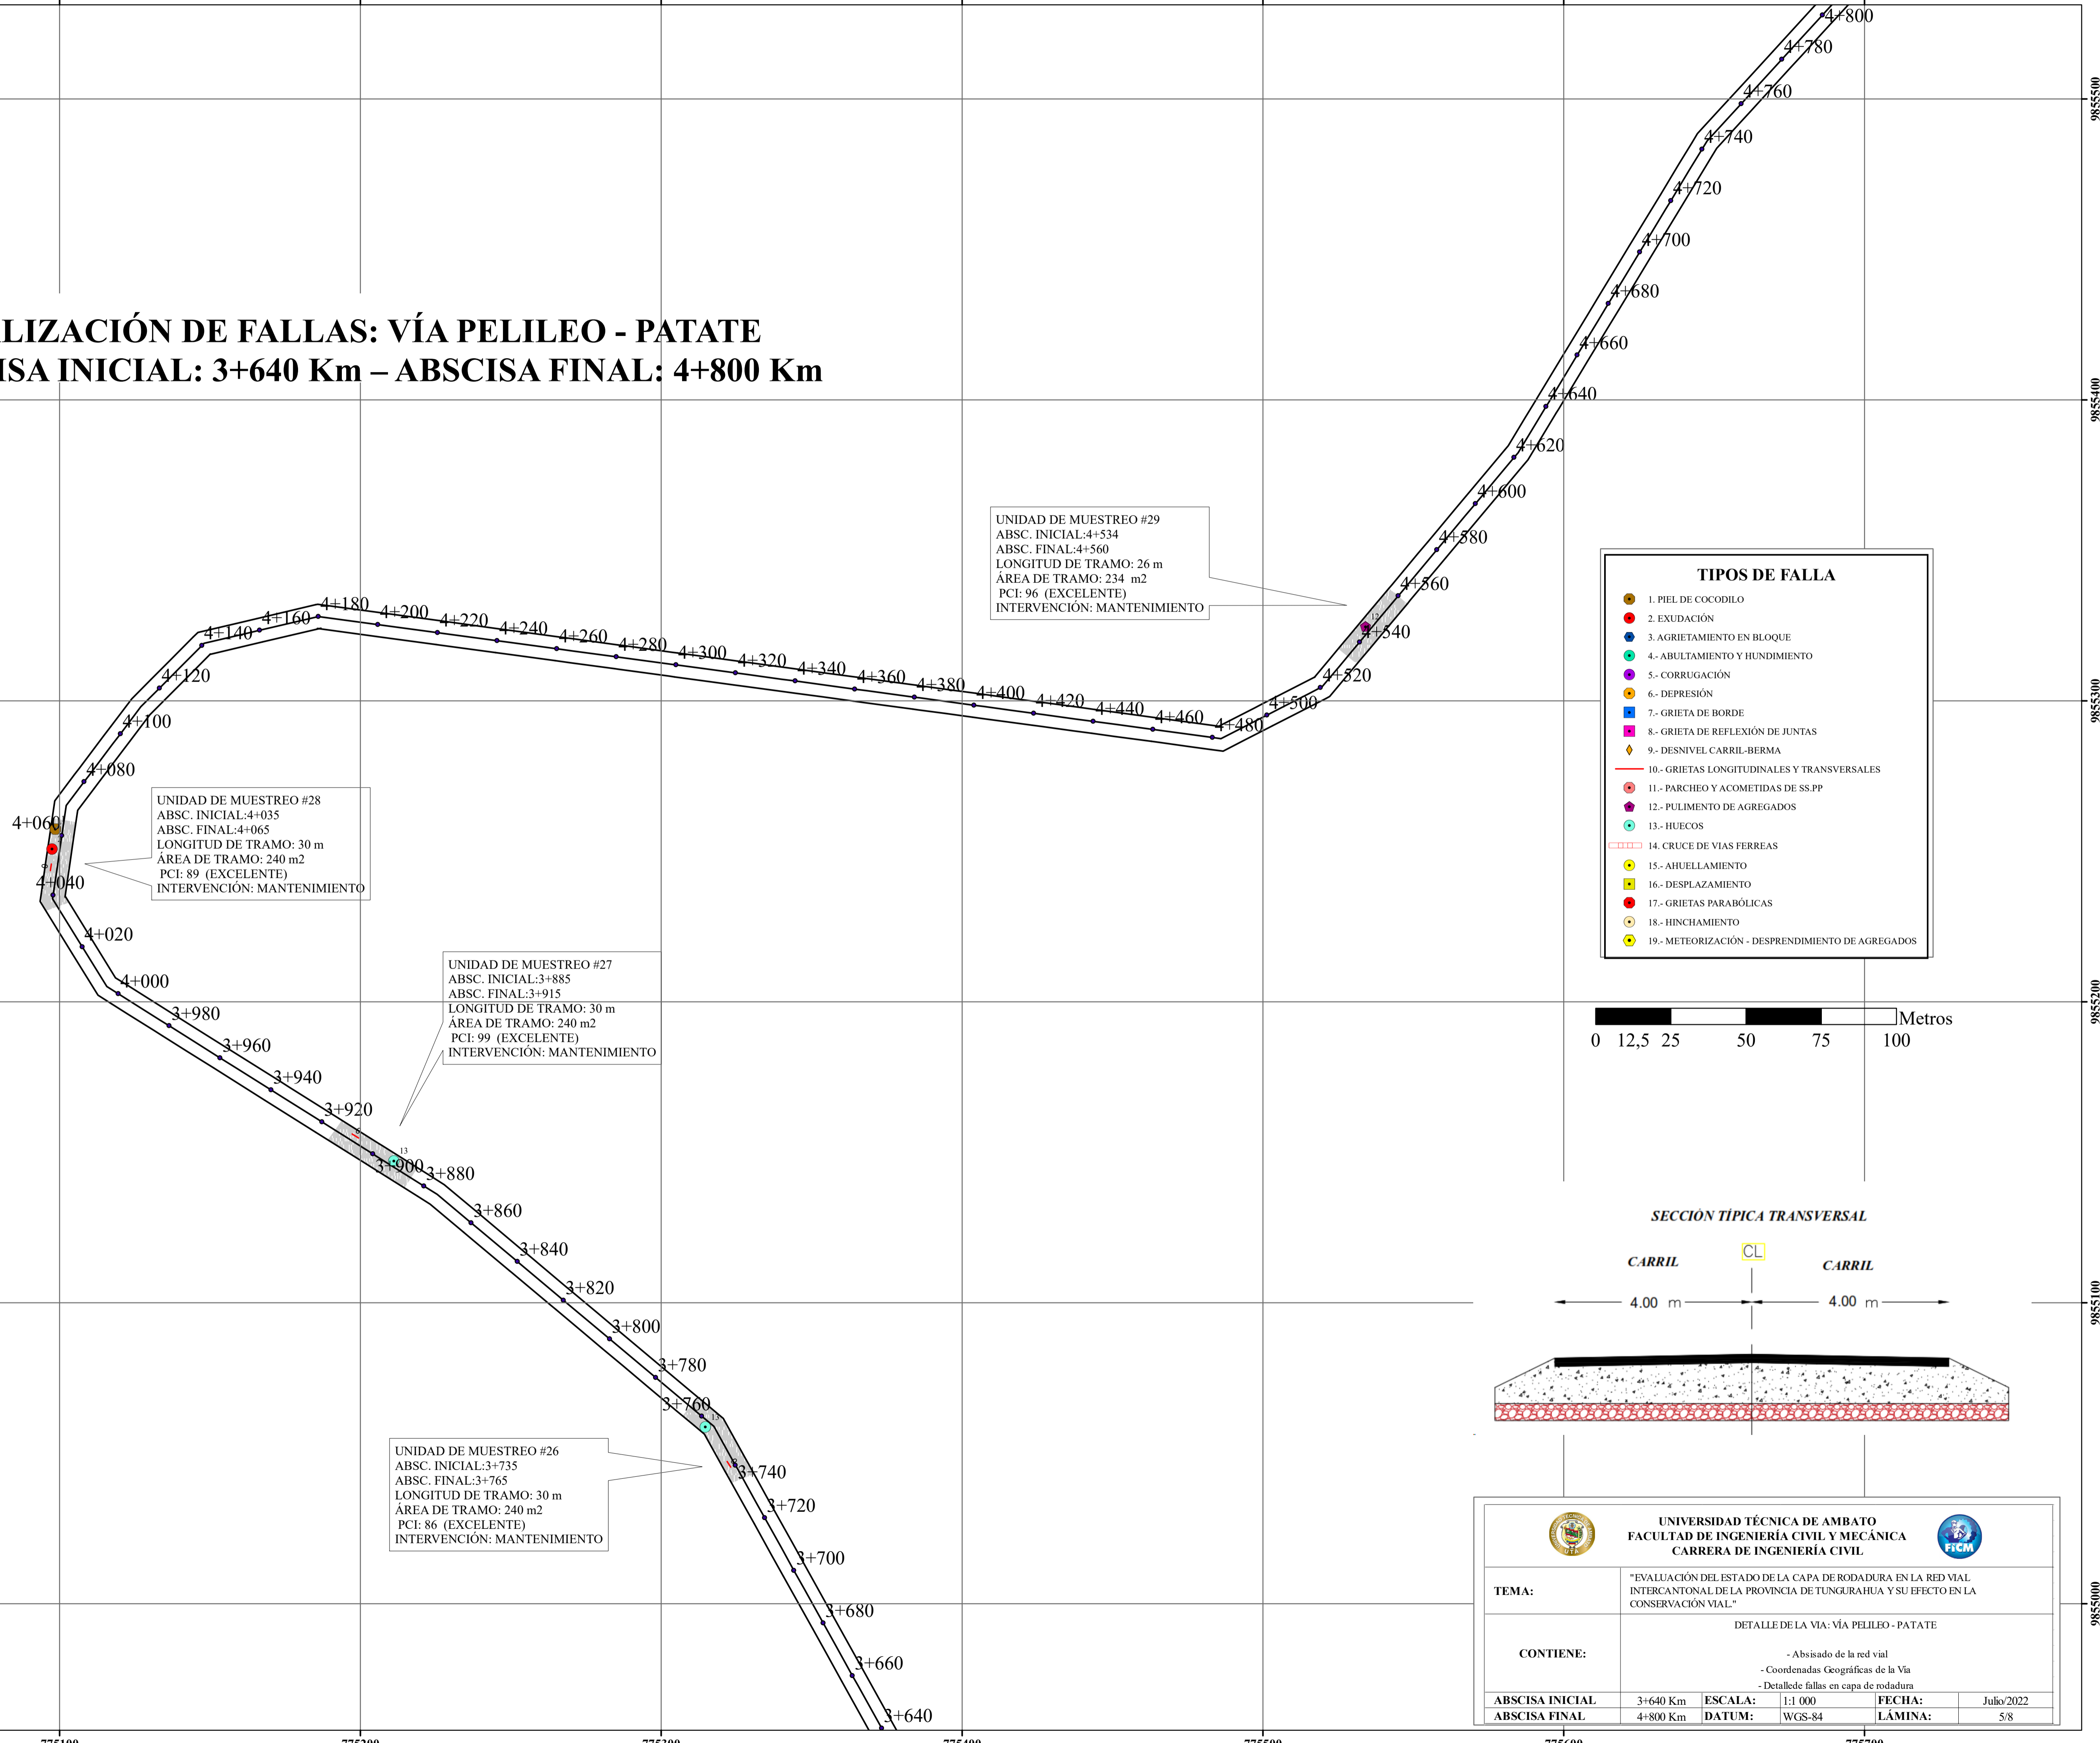 4+800
4+780
4+760
4+740
4+720
4+700
4+680
4+660
4+640
4+620
4+600
4+580
4+560
4+540
4+520
4+500
4+480
4+460
4+440
4+420
4+400
4+380
4+360
4+340
4+320
4+300
4+280
4+260
4+240
4+220
4+200
4+180
4+160
4+140
4+120
4+100
4+080
4+060
4+040
4+020
4+000
3+980
3+960
3+940
3+920
3+900
3+880
3+860
3+840
3+820
3+800
3+780
3+760
3+740
3+720
3+700
3+680
3+660
3+640
LIZACIÓN DE FALLAS: VÍA PELILEO - PATATE
ISA INICIAL: 3+640 Km – ABSCISA FINAL: 4+800 Km
UNIDAD DE MUESTREO #29
ABSC. INICIAL:4+534
ABSC. FINAL:4+560
LONGITUD DE TRAMO: 26 m
ÁREA DE TRAMO: 234 m2
PCI: 96 (EXCELENTE)
INTERVENCIÓN: MANTENIMIENTO
12
UNIDAD DE MUESTREO #28
ABSC. INICIAL:4+035
ABSC. FINAL:4+065
LONGITUD DE TRAMO: 30 m
ÁREA DE TRAMO: 240 m2
PCI: 89 (EXCELENTE)
INTERVENCIÓN: MANTENIMIENTO
UNIDAD DE MUESTREO #27
ABSC. INICIAL:3+885
ABSC. FINAL:3+915
LONGITUD DE TRAMO: 30 m
ÁREA DE TRAMO: 240 m2
PCI: 99 (EXCELENTE)
INTERVENCIÓN: MANTENIMIENTO
13
UNIDAD DE MUESTREO #26
ABSC. INICIAL:3+735
ABSC. FINAL:3+765
LONGITUD DE TRAMO: 30 m
ÁREA DE TRAMO: 240 m2
PCI: 86 (EXCELENTE)
INTERVENCIÓN: MANTENIMIENTO
13
TIPOS DE FALLA
1. PIEL DE COCODILO
2. EXUDACIÓN
3. AGRIETAMIENTO EN BLOQUE
4.- ABULTAMIENTO Y HUNDIMIENTO
5.- CORRUGACIÓN
6.- DEPRESIÓN
7.- GRIETA DE BORDE
8.- GRIETA DE REFLEXIÓN DE JUNTAS
9.- DESNIVEL CARRIL-BERMA
10.- GRIETAS LONGITUDINALES Y TRANSVERSALES
11.- PARCHEO Y ACOMETIDAS DE SS.PP
12.- PULIMENTO DE AGREGADOS
13.- HUECOS
14. CRUCE DE VIAS FERREAS
15.- AHUELLAMIENTO
16.- DESPLAZAMIENTO
17.- GRIETAS PARABÓLICAS
18.- HINCHAMIENTO
19.- METEORIZACIÓN - DESPRENDIMIENTO DE AGREGADOS
Metros
0 12,5 25 50 75 100
SECCIÓN TÍPICA TRANSVERSAL
CL
CARRIL CARRIL
4.00 m 4.00 m
UNIVERSIDAD TÉCNICA DE AMBATO
FACULTAD DE INGENIERÍA CIVIL Y MECÁNICA
CARRERA DE INGENIERÍA CIVIL
FICM
TEMA:
"EVALUACIÓN DEL ESTADO DE LA CAPA DE RODADURA EN LA RED VIAL
INTERCANTONAL DE LA PROVINCIA DE TUNGURAHUA Y SU EFECTO EN LA
CONSERVACIÓN VIAL."
CONTIENE:
DETALLE DE LA VIA: VÍA PELILEO - PATATE
- Absisado de la red vial
- Coordenadas Geográficas de la Via
- Detallede fallas en capa de rodadura
ABSCISA INICIAL 3+640 Km ESCALA: 1:1 000 FECHA: Julio/2022
ABSCISA FINAL 4+800 Km DATUM: WGS-84 LÁMINA: 5/8
9855500
9855400
9855300
9855200
9855100
9855000
775100 775200 775300 775400 775500 775600 775700